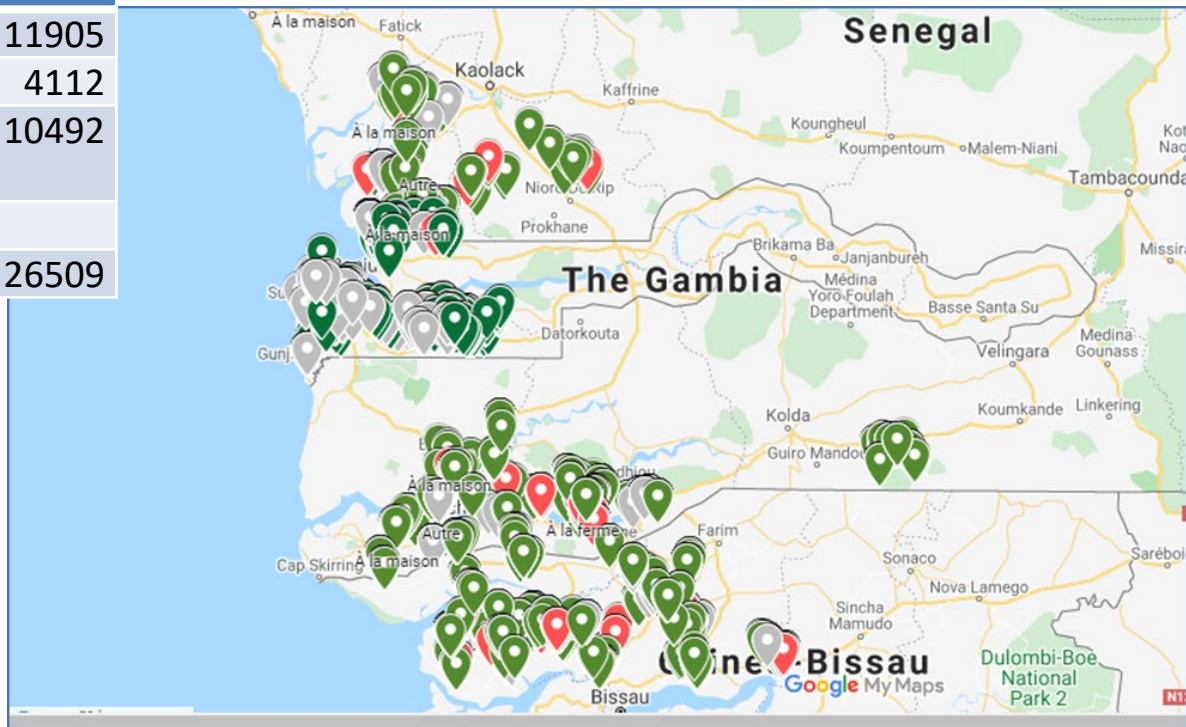 11905
4112
10492
26509
À la maison
Fatick
Senegal
Kaolack
Kaffrine
Koungheul
Koumpentoum
Malem-Niani
À la maison
Tambacounda
Autre
Prokhane
À la maison
Brikama Ba
Janjanbureh
The Gambia
Médina
Yoro Foulah
Department
Basse Santa Su
Datorkouta
Gunj
Velingara
Medina
Gounass
Kolda
Koumkande
Linkering
Guiro Mandou
À la maison
Autre
À la ferme
Farim
Cap Skirring
À la maison
Sonaco
Nova Lamego
Sincha
Mamudo
-Bissau
Google My Maps
Dulombi-Boe
National
Park 2
Bissau